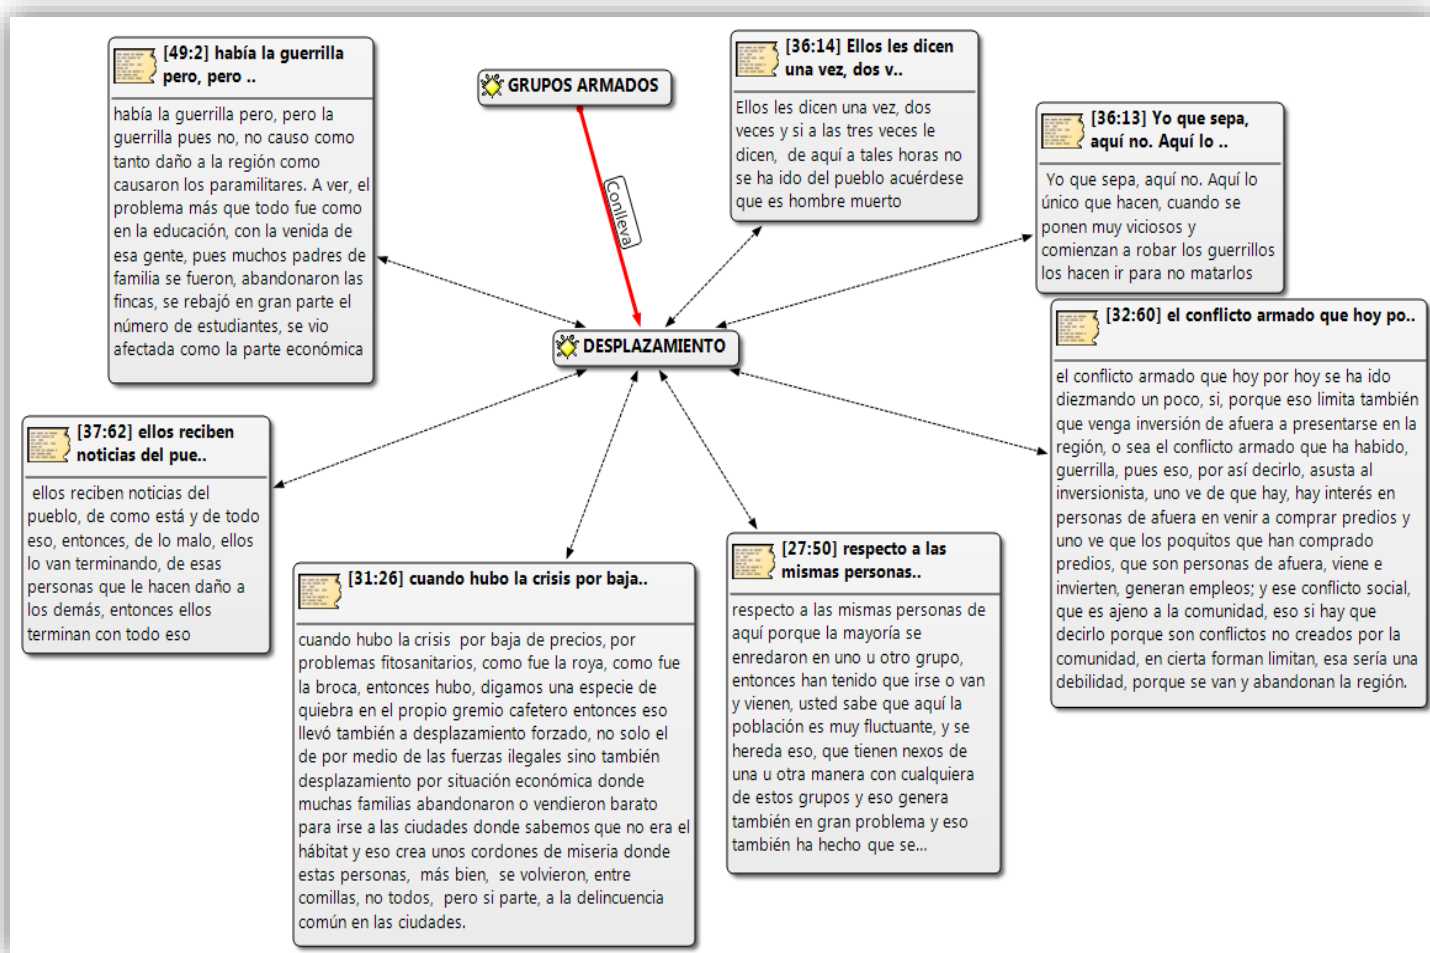 [49:2] había la guerrilla
pero, pero ..
había la guerrilla pero, pero la
guerrilla pues no, no causo como
tanto daño a la región como
causaron los paramilitares. A ver, el
problema más que todo fue como
en la educación, con la venida de
esa gente, pues muchos padres de
familia se fueron, abandonaron las
fincas, se rebajó en gran parte el
número de estudiantes, se vio
afectada como la parte económica
GRUPOS ARMADOS
Conlleva
[36:14] Ellos les dicen
una vez, dos v..
Ellos les dicen una vez, dos
veces y si a las tres veces le
dicen, de aquí a tales horas no
se ha ido del pueblo acuérdese
que es hombre muerto
[36:13] Yo que sepa,
aquí no. Aquí lo ..
Yo que sepa, aquí no. Aquí lo
único que hacen, cuando se
ponen muy viciosos y
comienzan a robar los guerrillos
los hacen ir para no matarlos
DESPLAZAMIENTO
[32:60] el conflicto armado que hoy po..
el conflicto armado que hoy por hoy se ha ido
diezmando un poco, si, porque eso limita también
que venga inversión de afuera a presentarse en la
región, o sea el conflicto armado que ha habido,
guerrilla, pues eso, por así decirlo, asusta al
inversionista, uno ve de que hay, hay interés en
personas de afuera en venir a comprar predios y
uno ve que los poquitos que han comprado
predios, que son personas de afuera, viene e
invierten, generan empleos; y ese conflicto social,
que es ajeno a la comunidad, eso si hay que
decirlo porque son conflictos no creados por la
comunidad, en cierta forman limitan, esa sería una
debilidad, porque se van y abandonan la región.
[37:62] ellos reciben
noticias del pue..
ellos reciben noticias del
pueblo, de como está y de todo
eso, entonces, de lo malo, ellos
lo van terminando, de esas
personas que le hacen daño a
los demás, entonces ellos
terminan con todo eso
[31:26] cuando hubo la crisis por baja..
cuando hubo la crisis por baja de precios, por
problemas fitosanitarios, como fue la roya, como fue
la broca, entonces hubo, digamos una especie de
quiebra en el propio gremio cafetero entonces eso
llevó también a desplazamiento forzado, no solo el
de por medio de las fuerzas ilegales sino también
desplazamiento por situación económica donde
muchas familias abandonaron o vendieron barato
para irse a las ciudades donde sabemos que no era el
hábitat y eso crea unos cordones de miseria donde
estas personas, más bien, se volvieron, entre
comillas, no todos, pero si parte, a la delincuencia
común en las ciudades.
[27:50] respecto a las
mismas personas..
respecto a las mismas personas de
aquí porque la mayoría se
enredaron en uno u otro grupo,
entonces han tenido que irse o van
y vienen, usted sabe que aquí la
población es muy fluctuante, y se
hereda eso, que tienen nexos de
una u otra manera con cualquiera
de estos grupos y eso genera
también en gran problema y eso
también ha hecho que se...